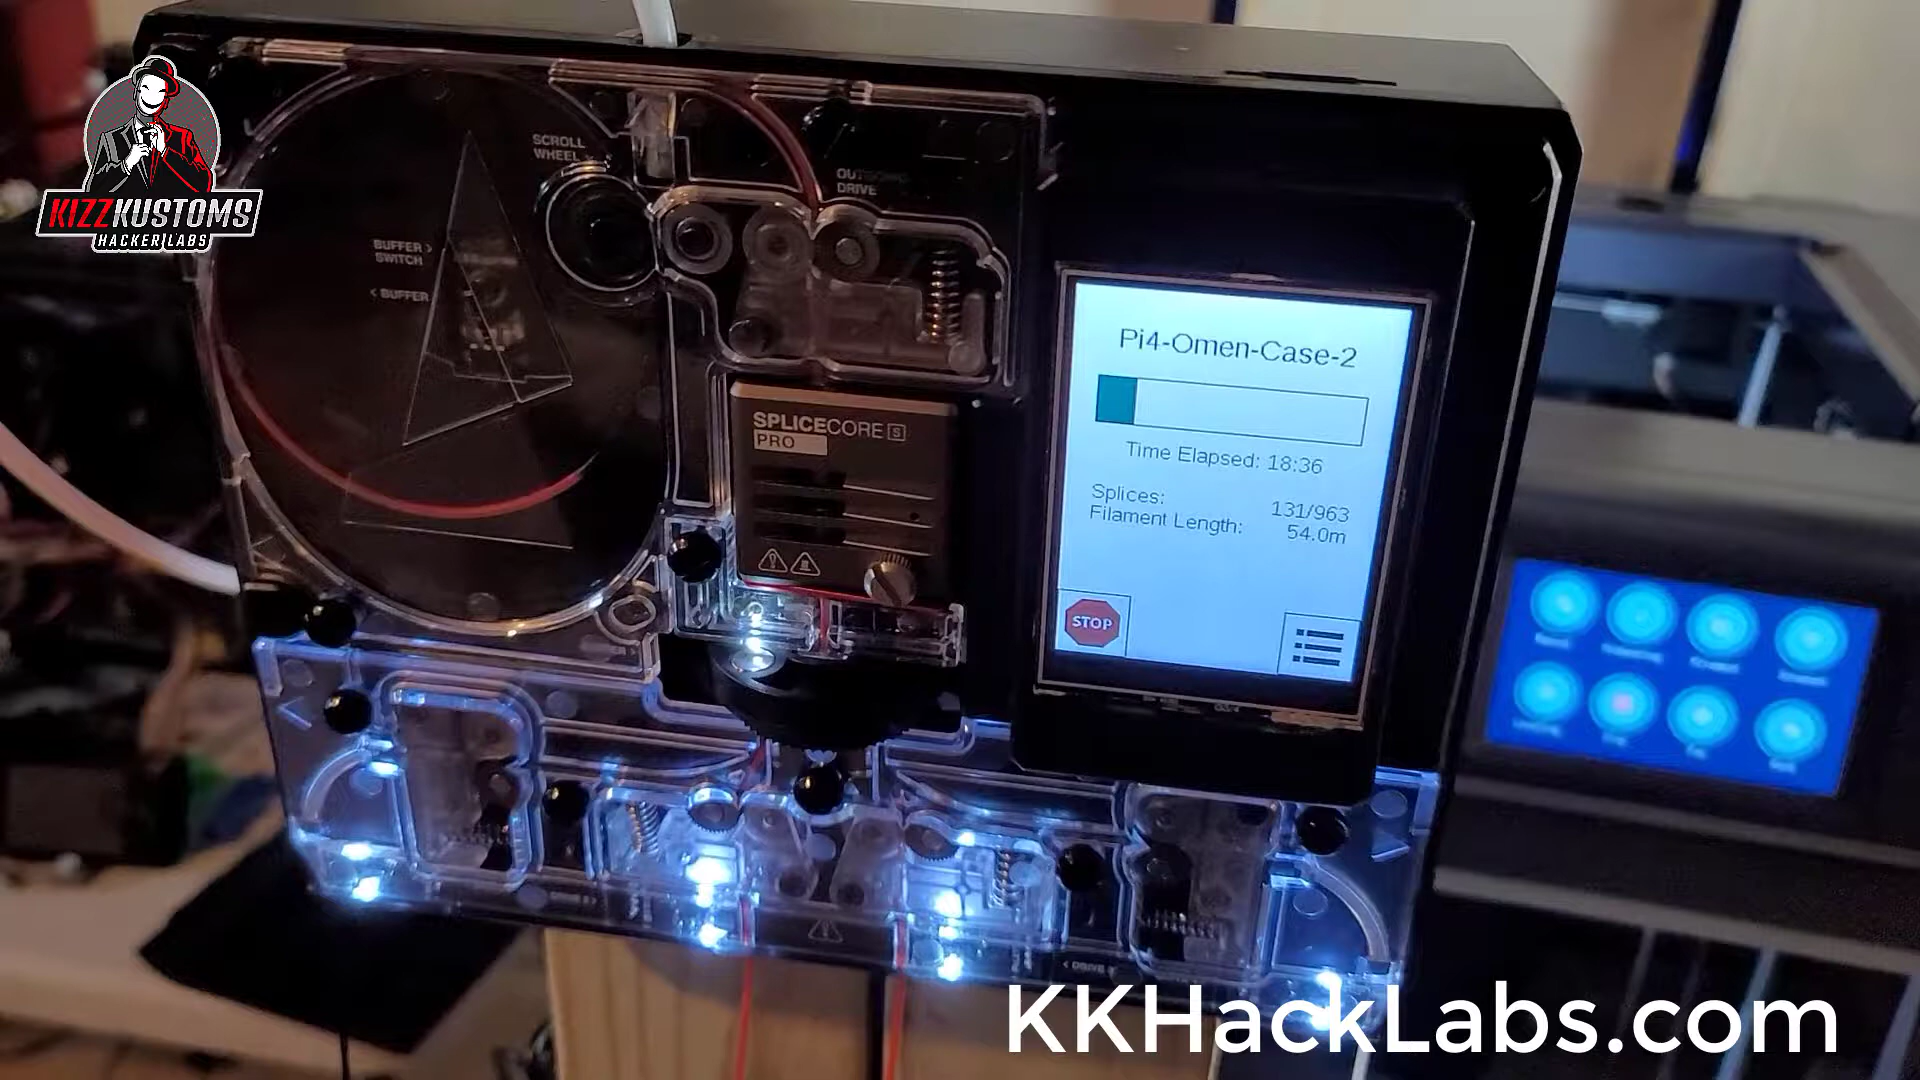 KIZZKUSTOMS
HACKER LABS
SCROLL
WHEEL
BUFFER >
SWITCH
< BUFFER
DRIVE
SPLICECORE S
PRO
Pi4-Omen-Case-2
Time Elapsed: 18:36
Splices: 131/963
Filament Length: 54.0m
STOP
< DRIVE
KKHackLabs.com